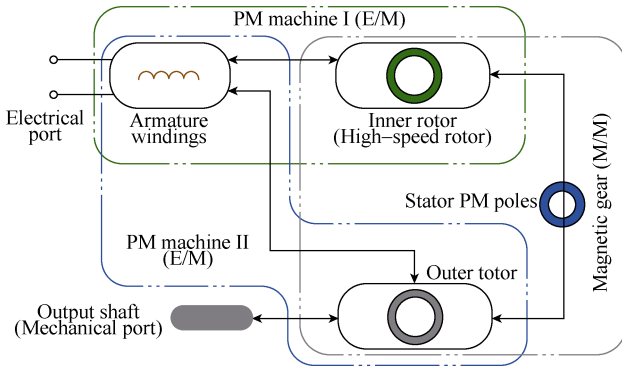 PM machine I (E/M)
Electrical
port
Armature
windings
Inner rotor
(High–speed rotor)
Stator PM poles
Magnetic gear (M/M)
PM machine II
(E/M)
Outer totor
Output shaft
(Mechanical port)